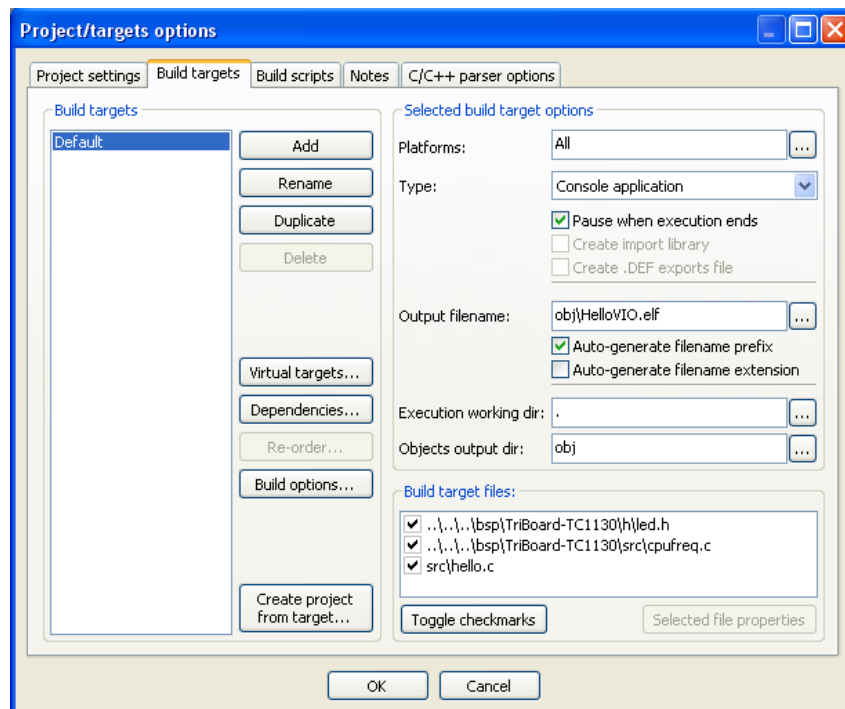 Project/targets options
Project settings
Build targets
Build scripts
Notes
C/C++ parser options
Build targets
Default
Add
Rename
Duplicate
Delete
Virtual targets...
Dependencies...
Re-order...
Build options...
Create project
from target...
Selected build target options
Platforms:
All
...
Type:
Console application
Pause when execution ends
Create import library
Create .DEF exports file
Output filename:
obj\HelloVIO.elf
...
Auto-generate filename prefix
Auto-generate filename extension
Execution working dir:
.
...
Objects output dir:
obj
...
Build target files:
..\..\..\bsp\TriBoard-TC1130\h\led.h
..\..\..\bsp\TriBoard-TC1130\src\cpufreq.c
src\hello.c
Toggle checkmarks
Selected file properties
OK
Cancel